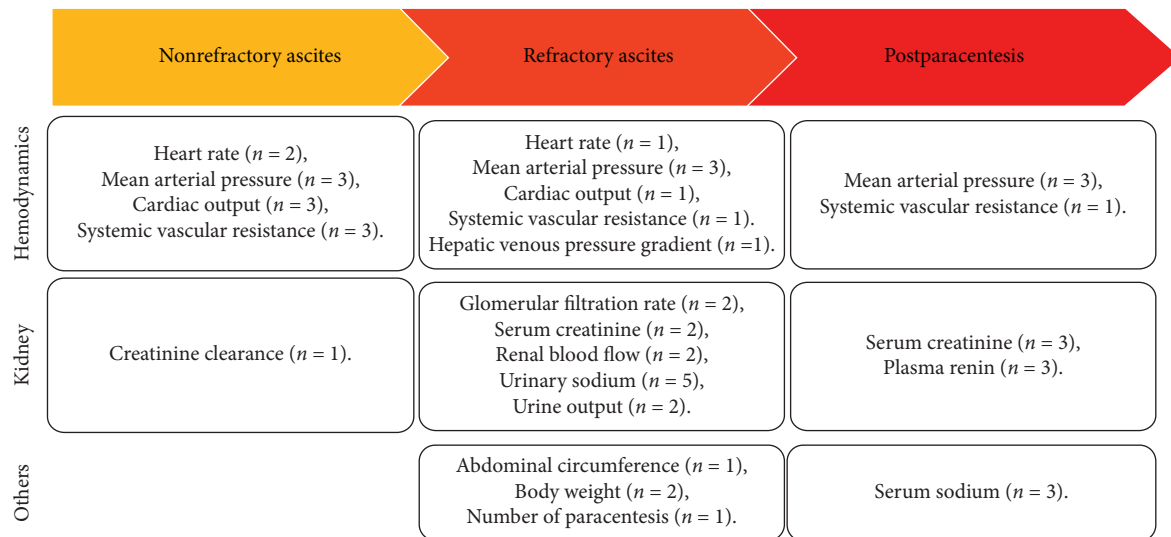 Nonrefractory ascites
Refractory ascites
Postparacentesis
Hemodynamics
Heart rate (n = 2),
Mean arterial pressure (n = 3),
Cardiac output (n = 3),
Systemic vascular resistance (n = 3).
Heart rate (n = 1),
Mean arterial pressure (n = 3),
Cardiac output (n = 1),
Systemic vascular resistance (n = 1).
Hepatic venous pressure gradient (n =1).
Mean arterial pressure (n = 3),
Systemic vascular resistance (n = 1).
Kidney
Creatinine clearance (n = 1).
Glomerular filtration rate (n = 2),
Serum creatinine (n = 2),
Renal blood flow (n = 2),
Urinary sodium (n = 5),
Urine output (n = 2).
Serum creatinine (n = 3),
Plasma renin (n = 3).
Others
Abdominal circumference (n = 1),
Body weight (n = 2),
Number of paracentesis (n = 1).
Serum sodium (n = 3).